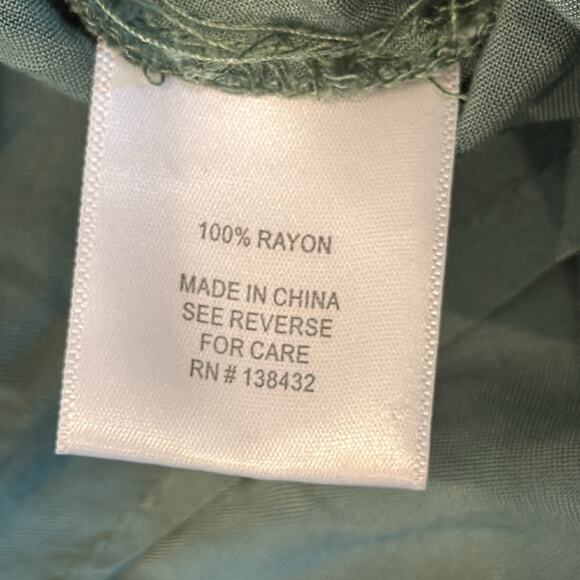 100% RAYON
MADE IN CHINA
SEE REVERSE
FOR CARE
RN # 138432